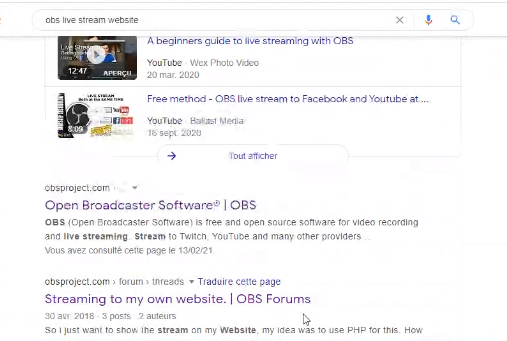 obs live stream website
A beginners guide to live streaming with OBS
YouTube · Wex Photo Video
12:47 APERÇU
20 mar. 2020
Free method - OBS live stream to Facebook and Youtube at ...
LIVE STREAM
YouTube · Ballast Media
8:09
16 sept. 2020
Tout afficher
obsproject.com
Open Broadcaster Software® | OBS
OBS (Open Broadcaster Software) is free and open source software for video recording
and live streaming. Stream to Twitch, YouTube and many other providers ...
Vous avez consulté cette page le 13/02/21.
obsproject.com › forum › threads Traduire cette page
Streaming to my own website. | OBS Forums
30 avr. 2018 · 3 posts · 2 auteurs
So i just want to show the stream on my Website, my idea was to use PHP for this. How